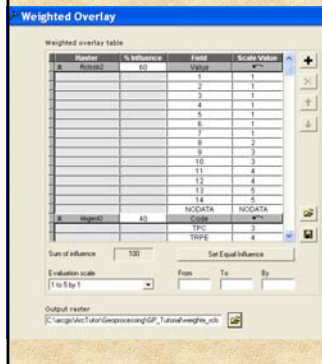 Weighted Overlay
Weighted overlay table
Raster % Influence Field Scale Value
60 Value
1 1
2 1
3 1
4 1
5 1
6 1
7 1
8 2
9 3
10 3
11 4
12 4
13 5
14 5
NODATA NODATA
40 Code
TPC 3
TRPE 4
Sum of influence 100 Set Equal Influence
Evaluation scale From To By
1 to 5 by 1
Output raster